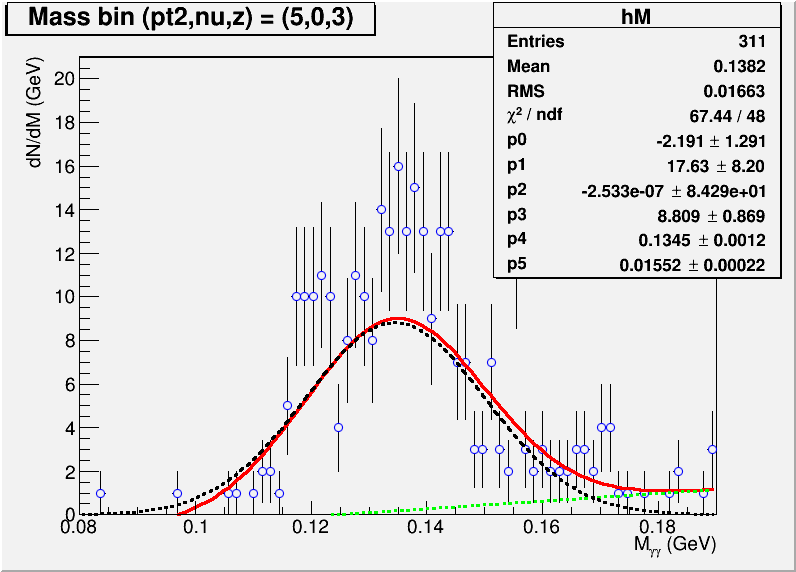 Mass bin (pt2,nu,z) = (5,0,3)
hM
Entries 311
Mean 0.1382
RMS 0.01663
χ² / ndf 67.44 / 48
p0 -2.191 ± 1.291
p1 17.63 ± 8.20
p2 -2.533e-07 ± 8.429e+01
p3 8.809 ± 0.869
p4 0.1345 ± 0.0012
p5 0.01552 ± 0.00022
dN/dM (GeV)
20
18
16
14
12
10
8
6
4
2
0
0.08 0.1 0.12 0.14 0.16 0.18
Mγγ (GeV)